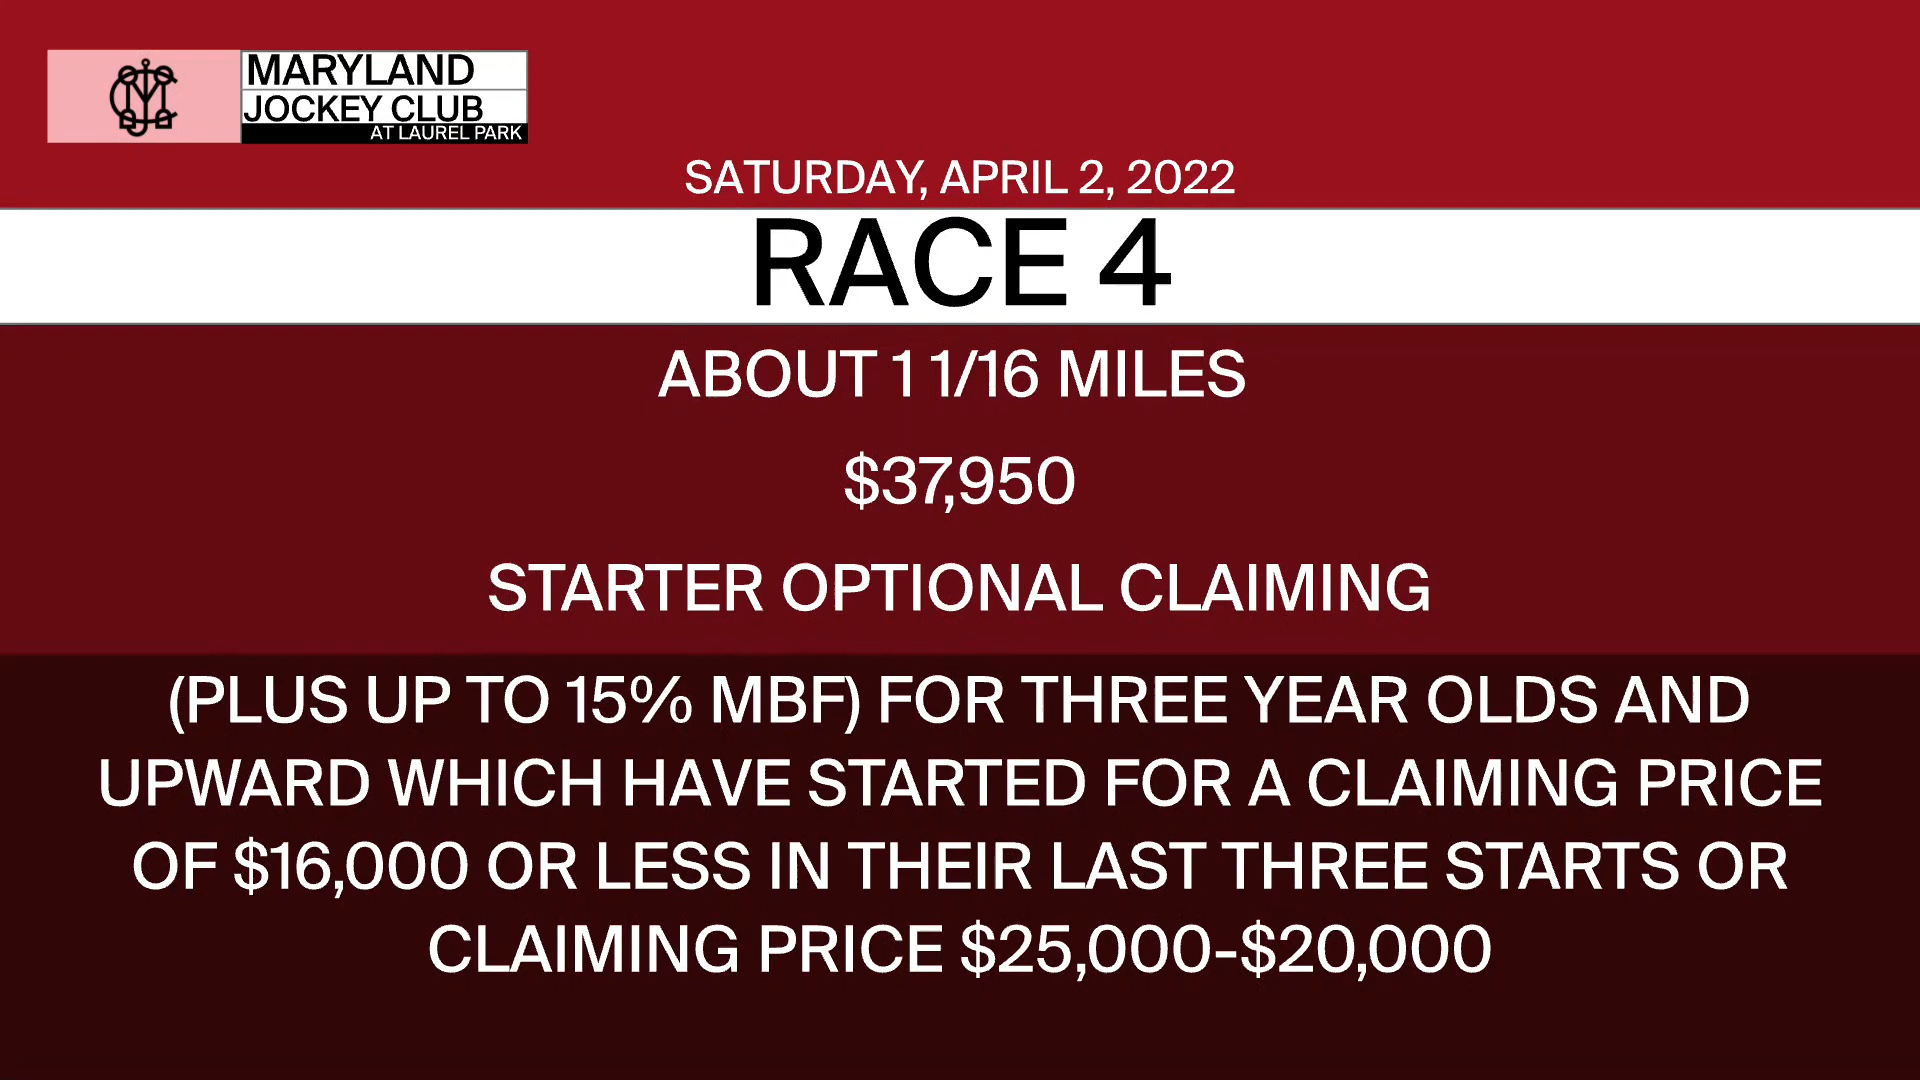 MARYLAND
JOCKEY CLUB
AT LAUREL PARK
SATURDAY, APRIL 2, 2022
RACE 4
ABOUT 1 1/16 MILES
$37,950
STARTER OPTIONAL CLAIMING
(PLUS UP TO 15% MBF) FOR THREE YEAR OLDS AND
UPWARD WHICH HAVE STARTED FOR A CLAIMING PRICE
OF $16,000 OR LESS IN THEIR LAST THREE STARTS OR
CLAIMING PRICE $25,000-$20,000